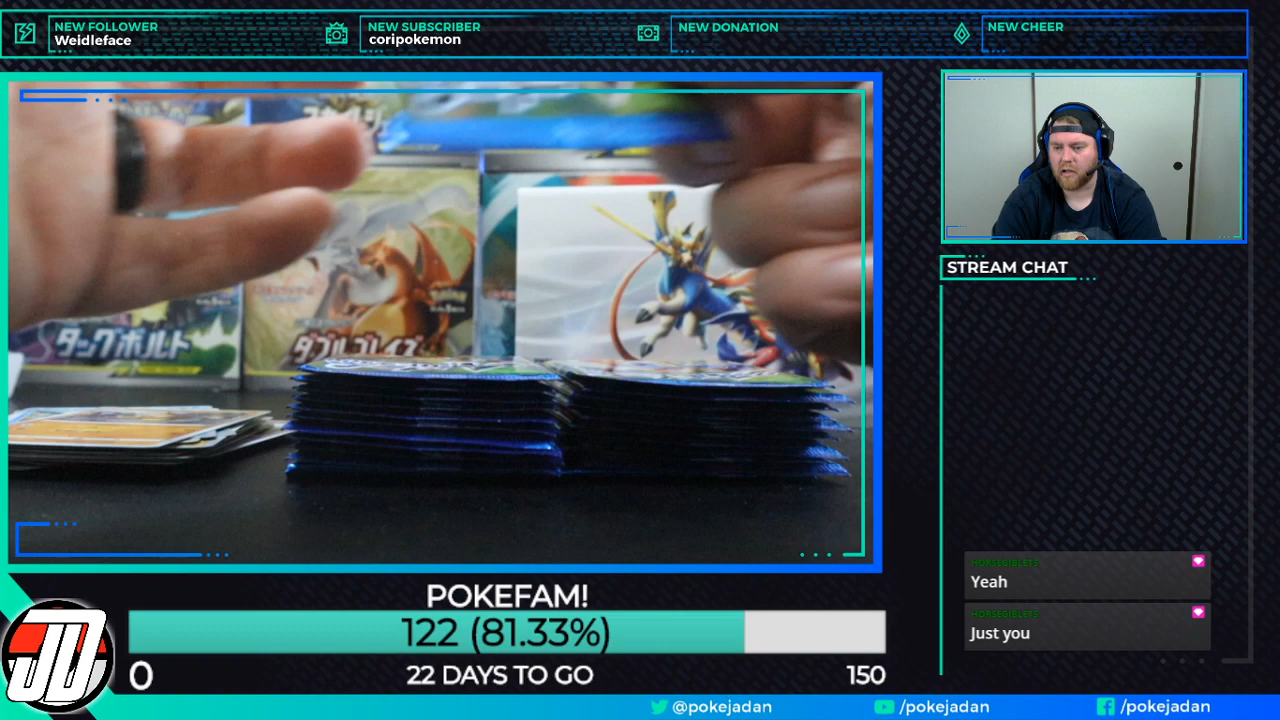 NEW FOLLOWER
Weidleface
NEW SUBSCRIBER
coripokemon
NEW DONATION
NEW CHEER
タッグボルト
ダブルブレイズ
STREAM CHAT
HORSEGIBLETS:
Yeah
HORSEGIBLETS:
Just you
POKEFAM!
122 (81.33%)
0
22 DAYS TO GO
150
@pokejadan
/pokejadan
/pokejadan